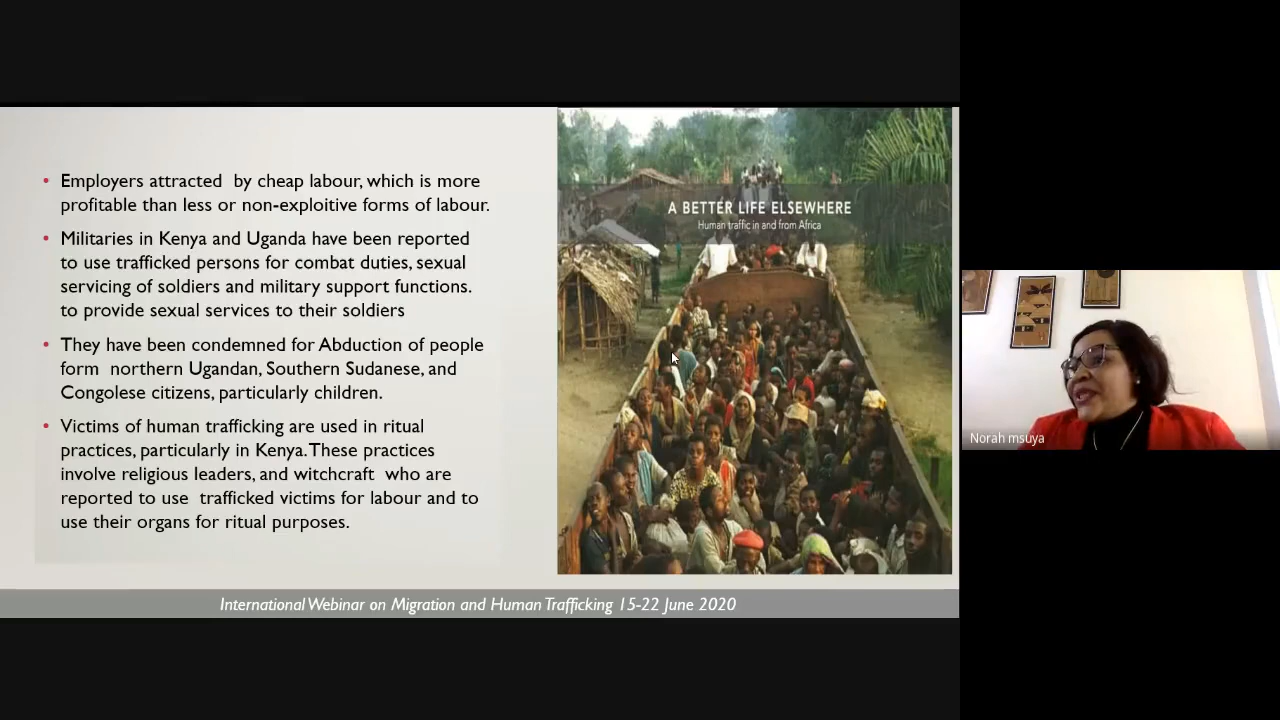 • Employers attracted  by cheap labour, which is more
profitable than less or non-exploitive forms of labour.
• Militaries in Kenya and Uganda have been reported
to use trafficked persons for combat duties, sexual
servicing of soldiers and military support functions.
to provide sexual services to their soldiers
• They have been condemned for Abduction of people
form  northern Ugandan, Southern Sudanese, and
Congolese citizens, particularly children.
• Victims of human trafficking are used in ritual
practices, particularly in Kenya. These practices
involve religious leaders, and witchcraft  who are
reported to use  trafficked victims for labour and to
use their organs for ritual purposes.
A BETTER LIFE ELSEWHERE
Human traffic in and from Africa
Norah msuya
International Webinar on Migration and Human Trafficking 15-22 June 2020